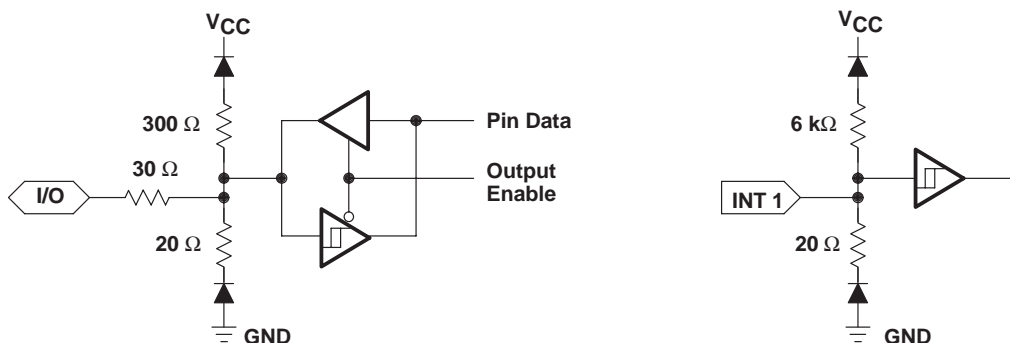 VCC
300 Ω
30 Ω
I/O
20 Ω
GND
Pin Data
Output
Enable
VCC
6 kΩ
INT 1
20 Ω
GND